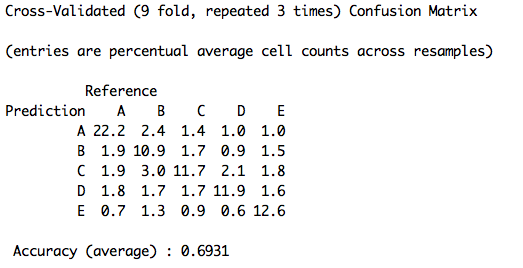 Cross-Validated (9 fold, repeated 3 times) Confusion Matrix
(entries are percentual average cell counts across resamples)
Reference
Prediction A B C D E
A 22.2 2.4 1.4 1.0 1.0
B 1.9 10.9 1.7 0.9 1.5
C 1.9 3.0 11.7 2.1 1.8
D 1.8 1.7 1.7 11.9 1.6
E 0.7 1.3 0.9 0.6 12.6
Accuracy (average) : 0.6931